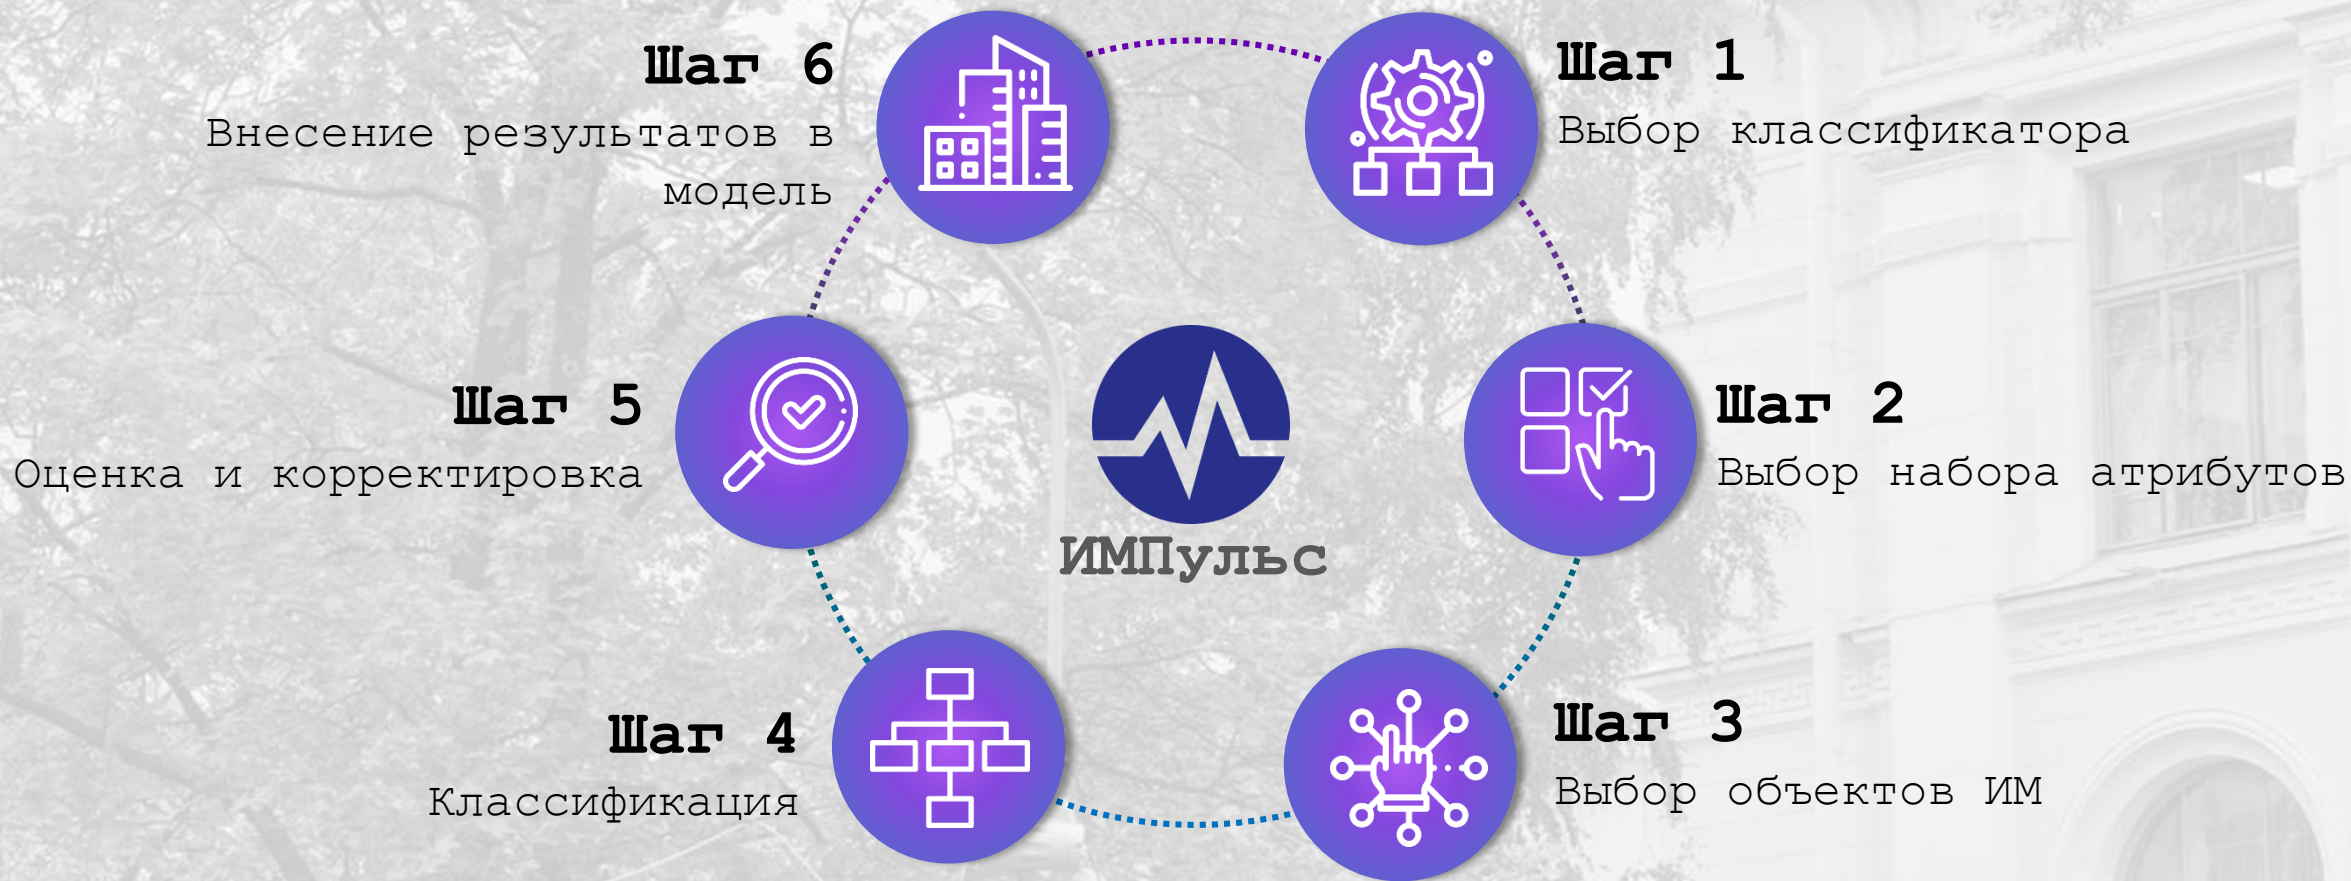 Шаг 1
Выбор классификатора
Шаг 2
Выбор набора атрибутов
Шаг 3
Выбор объектов ИМ
Шаг 4
Классификация
Шаг 5
Оценка и корректировка
Шаг 6
Внесение результатов в
модель
ИМПульс